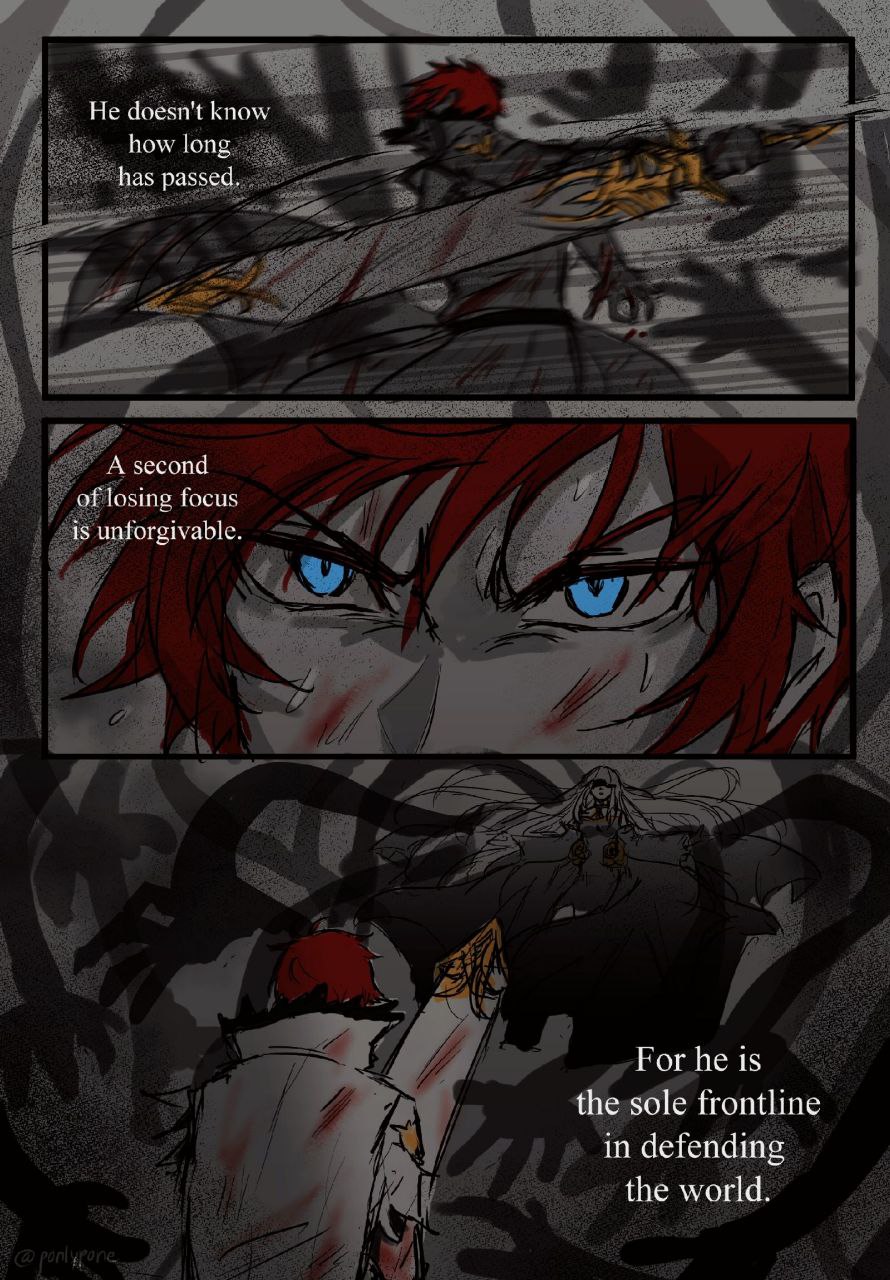 He doesn't know
how long
has passed.
A second
of losing focus
is unforgivable.
For he is
the sole frontline
in defending
the world.
@ponlypone